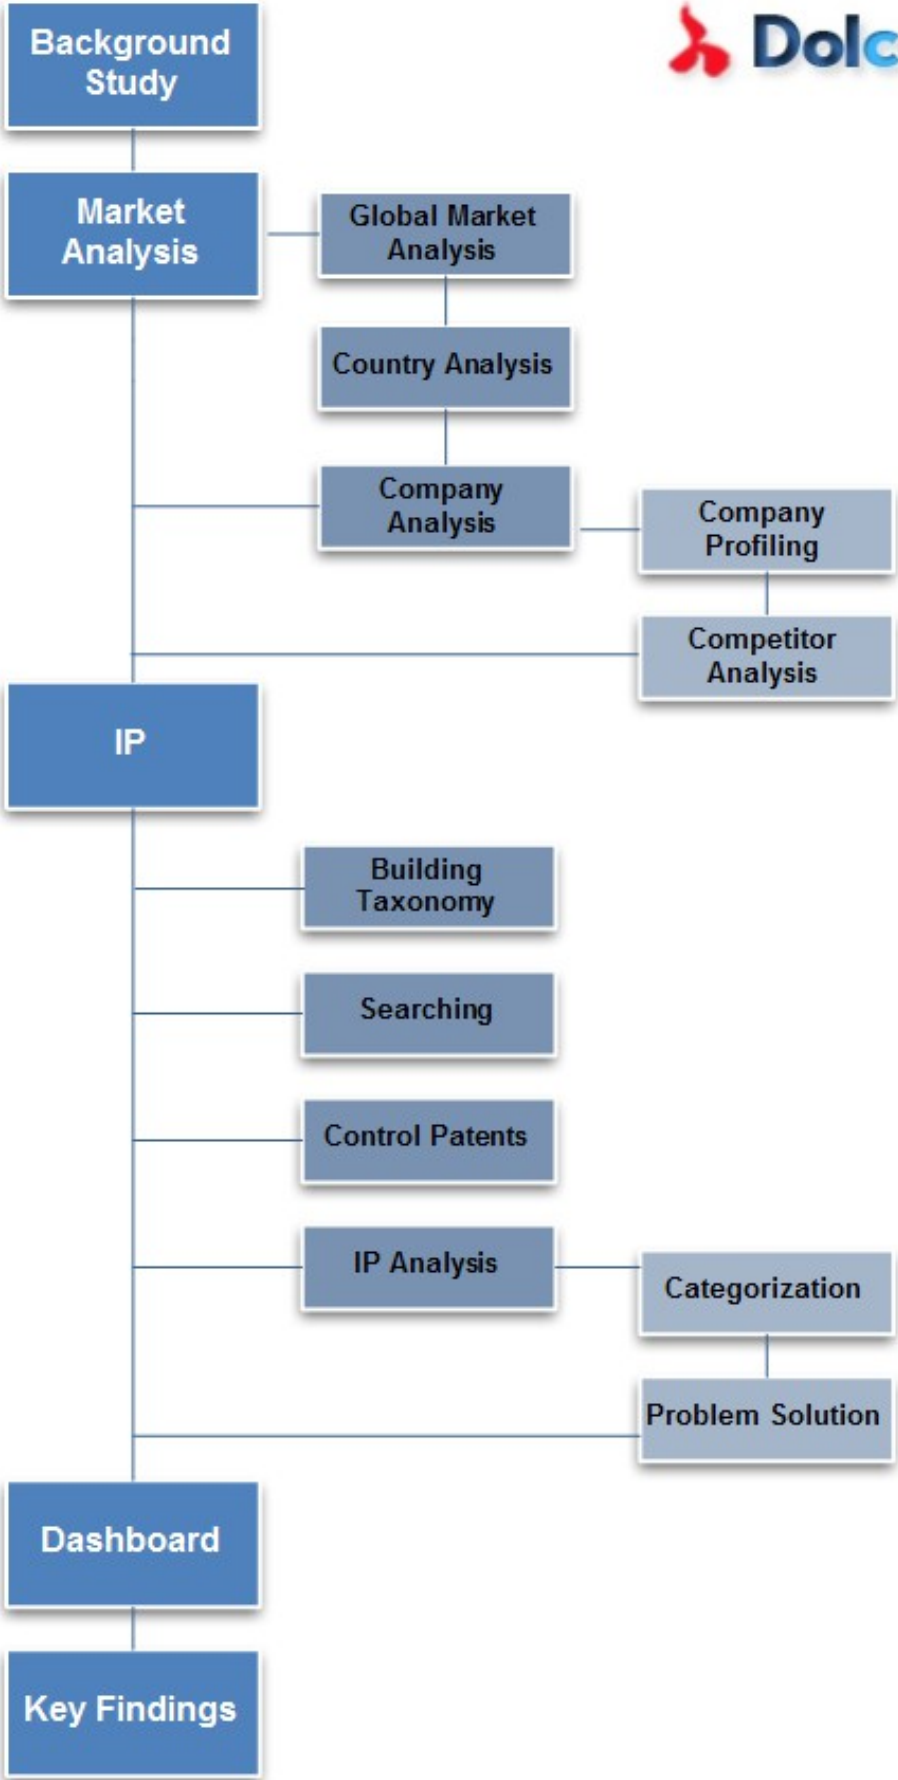 Background
Study
Dolc
Market
Analysis
Global Market
Analysis
Country Analysis
Company
Analysis
Company
Profiling
Competitor
Analysis
IP
Building
Taxonomy
Searching
Control Patents
IP Analysis
Categorization
Problem Solution
Dashboard
Key Findings